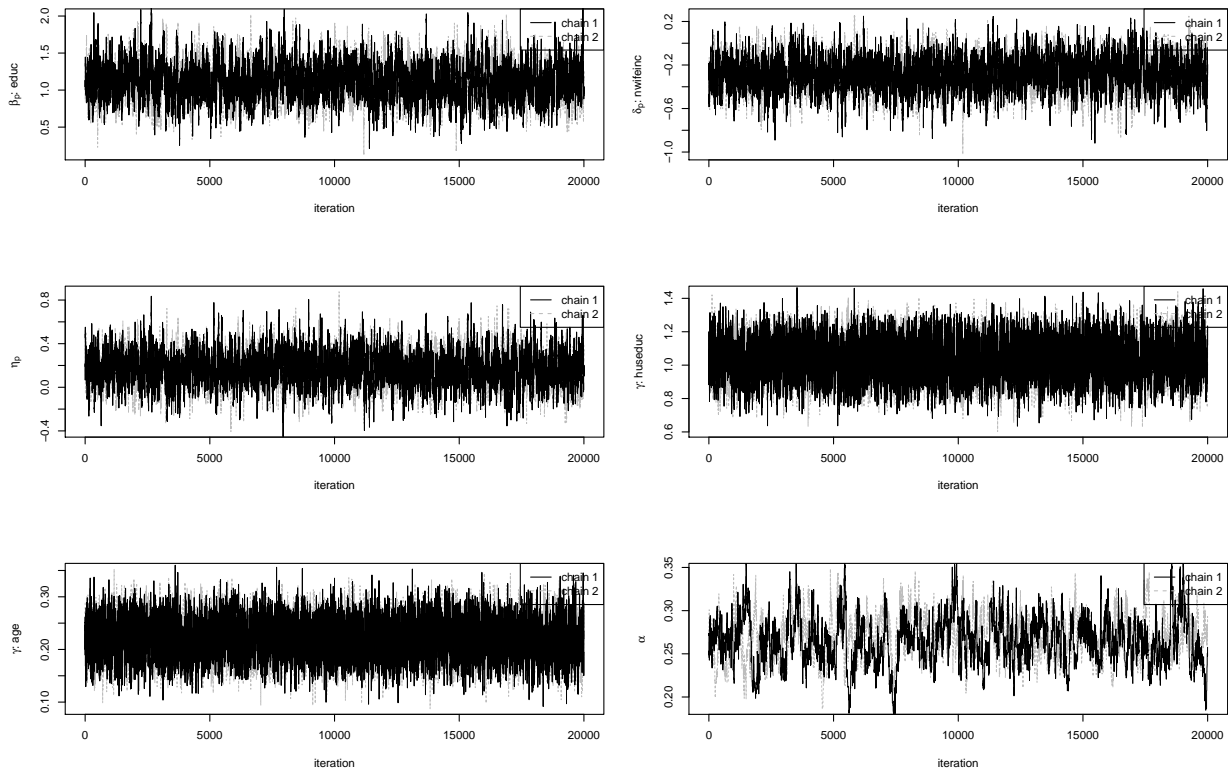 βp: educ
2.0
1.5
1.0
0.5
chain 1
chain 2
0 5000 10000 15000 20000
iteration
δp: nwifeinc
0.2
−0.2
−0.6
−1.0
chain 1
chain 2
0 5000 10000 15000 20000
iteration
ηp
0.8
0.4
0.0
−0.4
chain 1
chain 2
0 5000 10000 15000 20000
iteration
γ: huseduc
1.4
1.2
1.0
0.8
0.6
chain 1
chain 2
0 5000 10000 15000 20000
iteration
γ: age
0.30
0.20
0.10
chain 1
chain 2
0 5000 10000 15000 20000
iteration
α
0.35
0.30
0.25
0.20
chain 1
chain 2
0 5000 10000 15000 20000
iteration